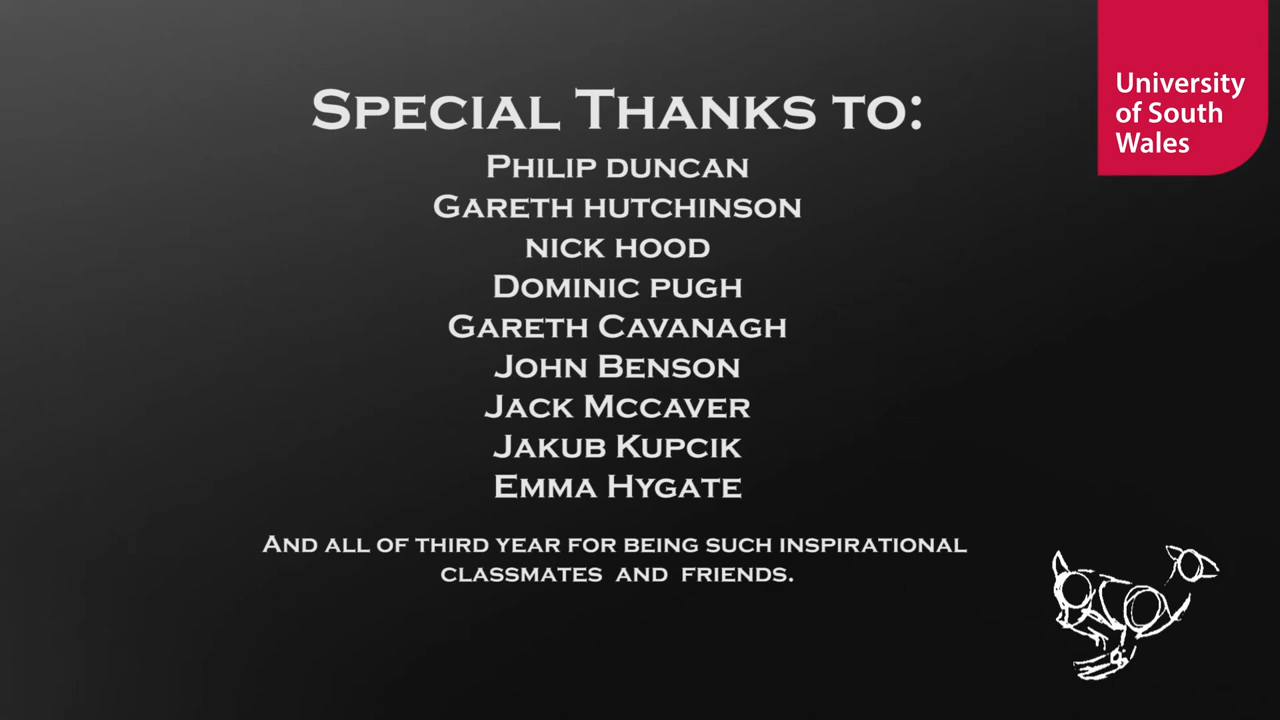 Special Thanks to:
Philip duncan
Gareth hutchinson
nick hood
Dominic pugh
Gareth Cavanagh
John Benson
Jack Mccaver
Jakub Kupcik
Emma Hygate
And all of third year for being such inspirational
classmates and friends.
University
of South
Wales